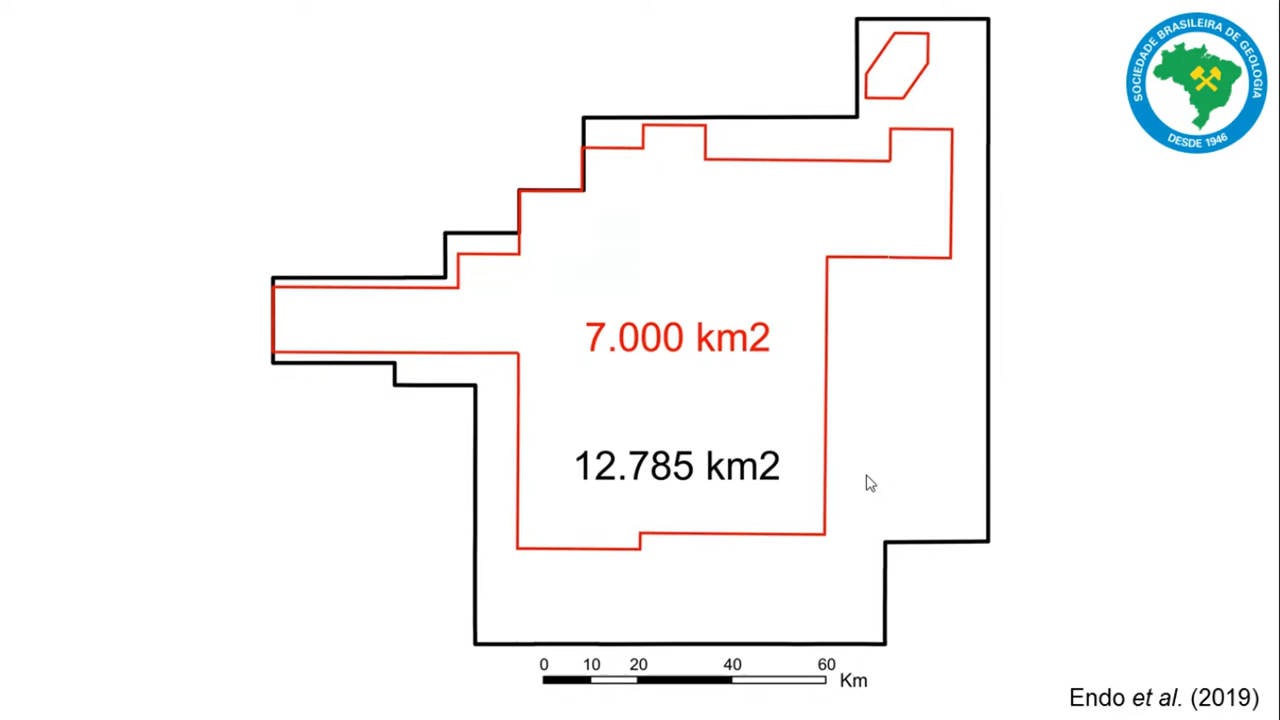 SOCIEDADE BRASILEIRA DE GEOLOGIA
DESDE 1946
7.000 km2
12.785 km2
0 10 20 40 60
Km
Endo et al. (2019)